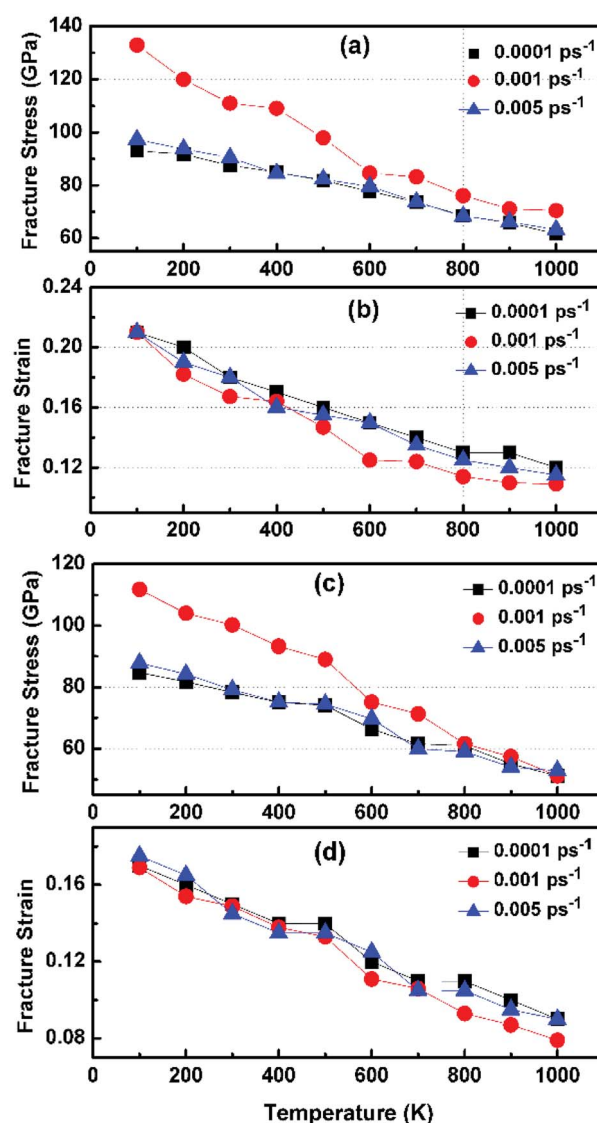 140
120
100
80
60
Fracture Stress (GPa)
(a)
0.0001 ps⁻¹
0.001 ps⁻¹
0.005 ps⁻¹
0 200 400 600 800 1000
0.24
0.20
0.16
0.12
Fracture Strain
(b)
0.0001 ps⁻¹
0.001 ps⁻¹
0.005 ps⁻¹
0 200 400 600 800 1000
120
100
80
60
Fracture Stress (GPa)
(c)
0.0001 ps⁻¹
0.001 ps⁻¹
0.005 ps⁻¹
0 200 400 600 800 1000
0.16
0.12
0.08
Fracture Strain
(d)
0.0001 ps⁻¹
0.001 ps⁻¹
0.005 ps⁻¹
0 200 400 600 800 1000
Temperature (K)